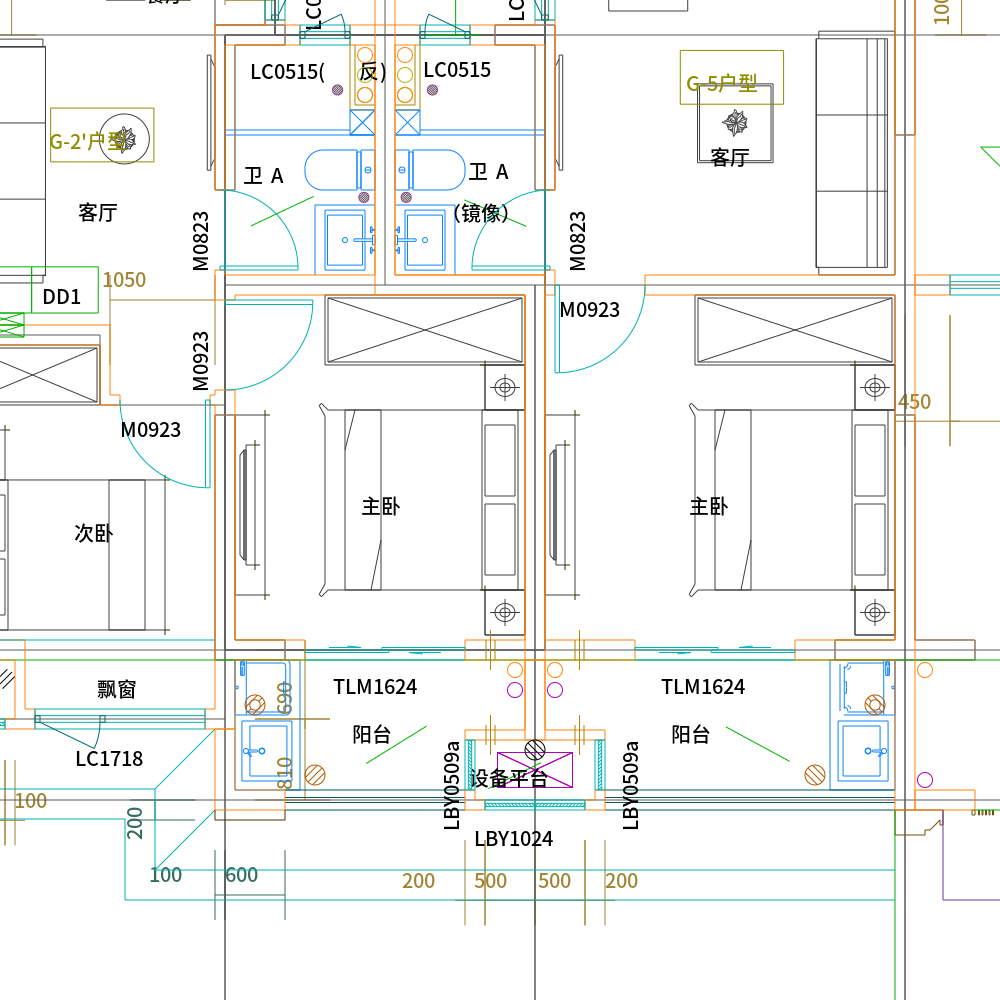 LC0515(
反)
LC0515
G-5户型
G-2'户型
客厅
卫 A
卫 A
(镜像)
客厅
M0823
M0823
1050
DD1
M0923
M0923
450
M0923
主卧
主卧
次卧
飘窗
TLM1624
TLM1624
690
阳台
阳台
LC1718
810
设备平台
LBY0509a
LBY0509a
100
200
LBY1024
100
600
200
500
500
200